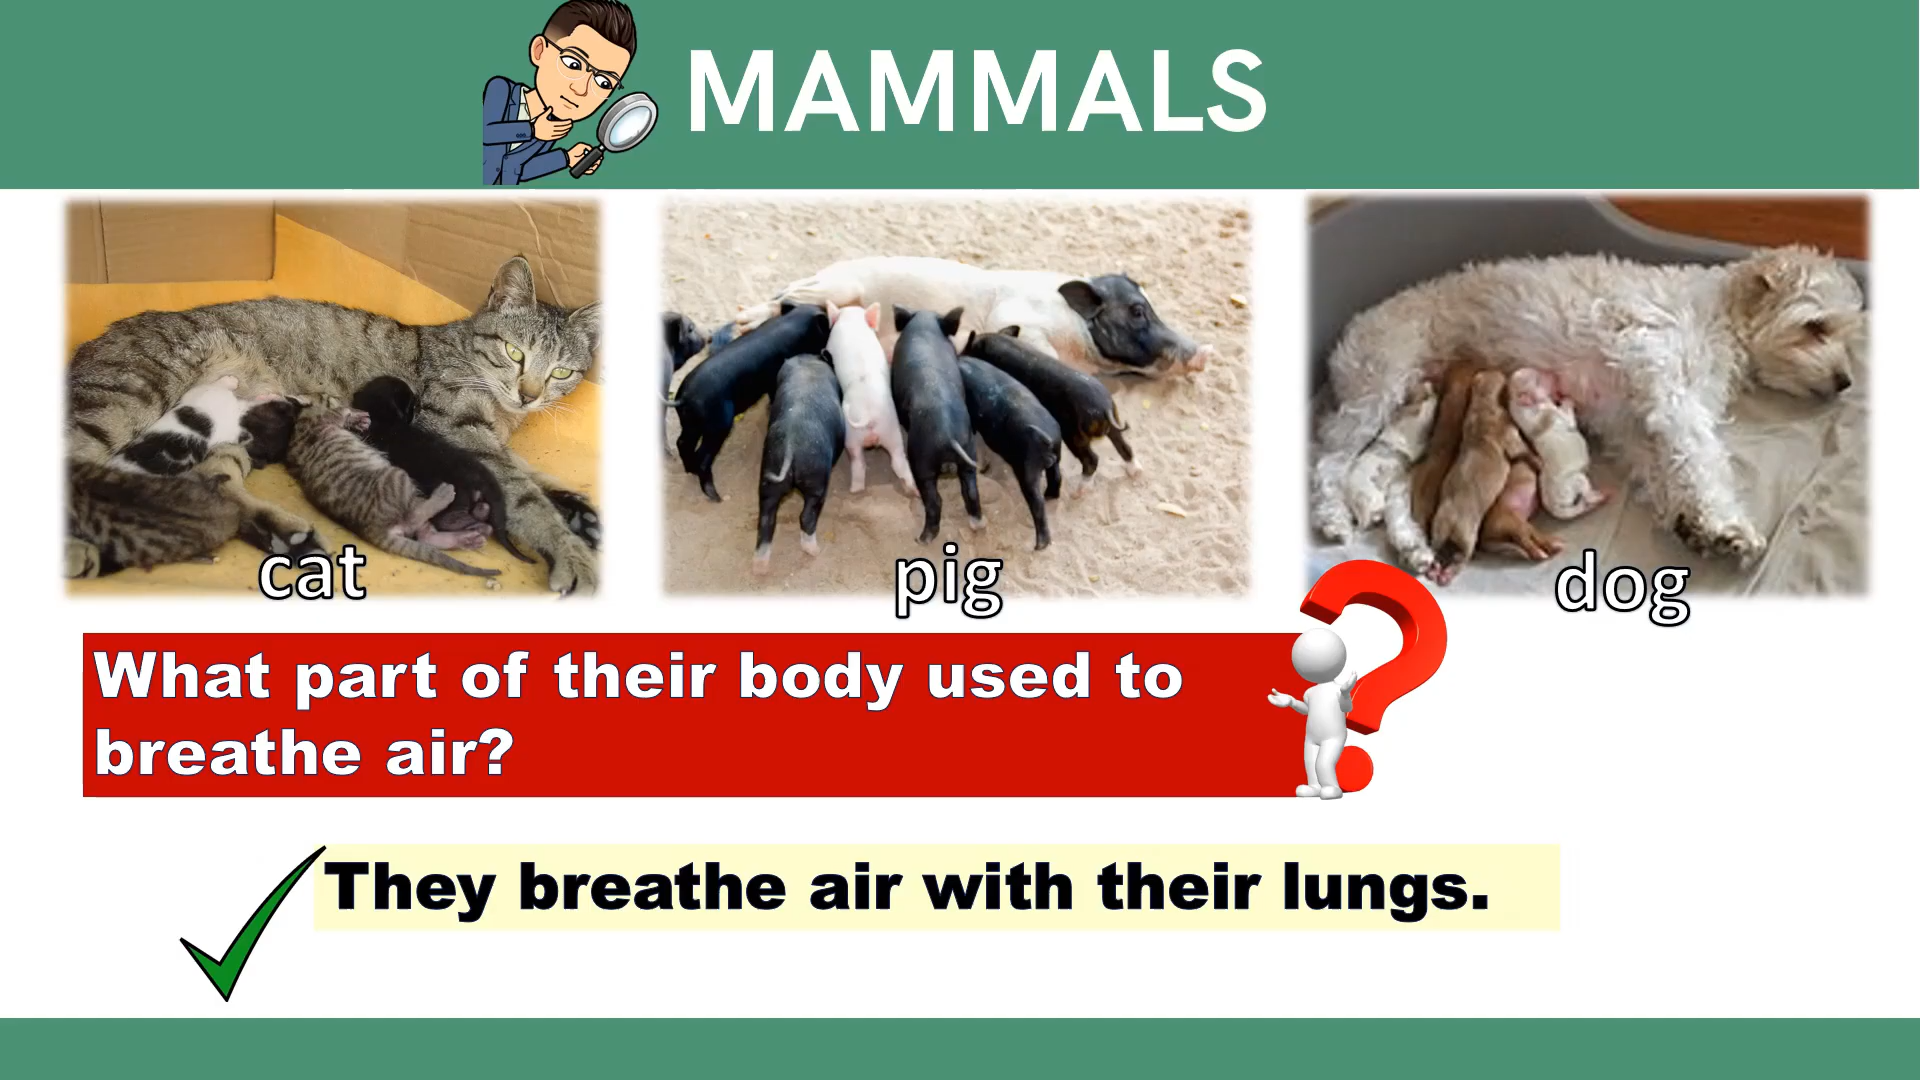 MAMMALS
cat
pig
dog
What part of their body used to
breathe air?
They breathe air with their lungs.